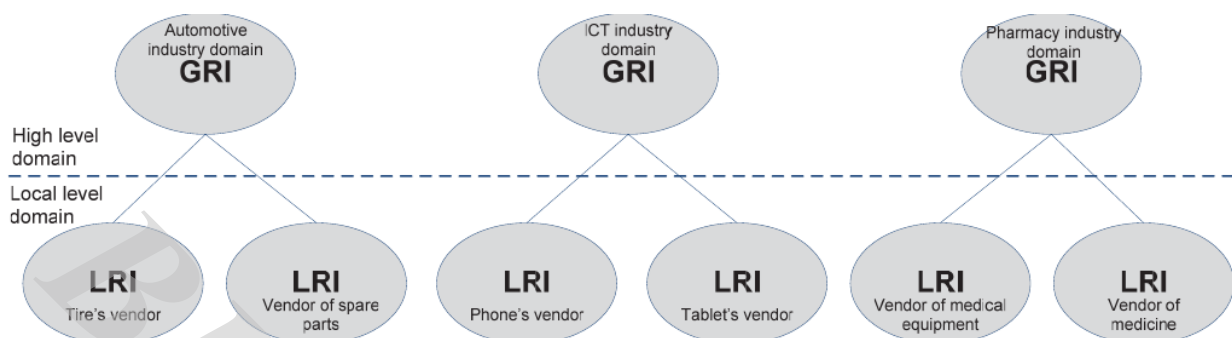 Automotive
industry domain
GRI
ICT industry
domain
GRI
Pharmacy industry
domain
GRI
High level
domain
Local level
domain
LRI
Tire's vendor
LRI
Vendor of spare
parts
LRI
Phone's vendor
LRI
Tablet's vendor
LRI
Vendor of medical
equipment
LRI
Vendor of
medicine